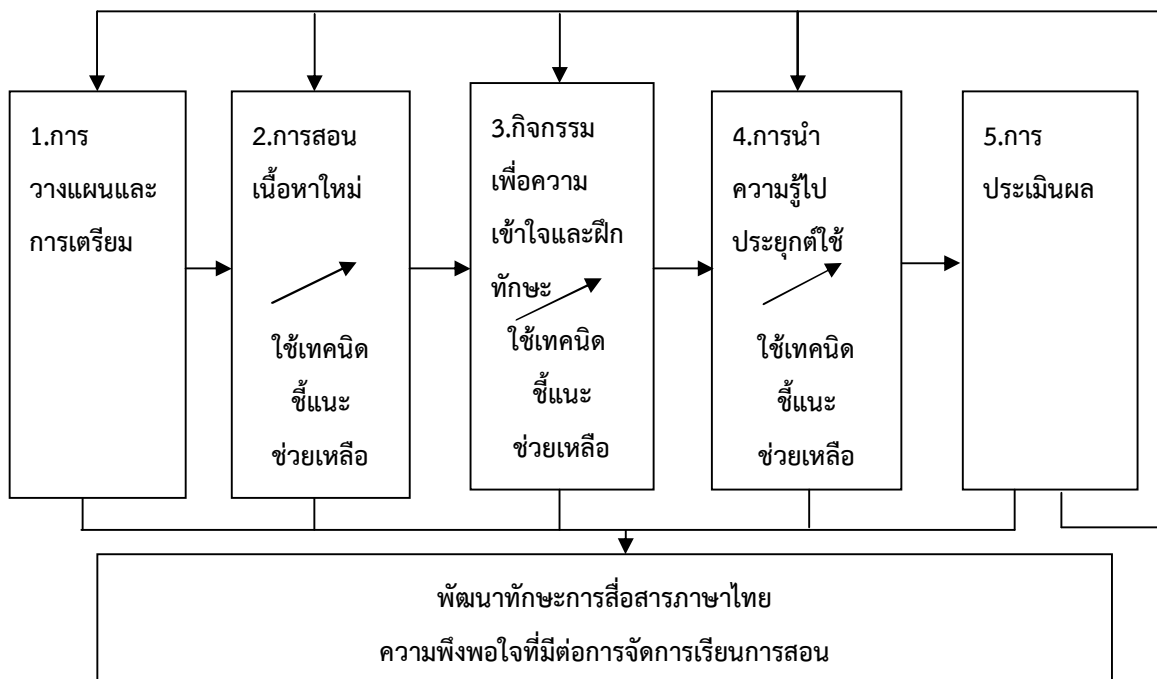 1.การ
วางแผนและ
การเตรียม
2.การสอน
เนื้อหาใหม่
ใช้เทคนิด
ชี้แนะ
ช่วยเหลือ
3.กิจกรรม
เพื่อความ
เข้าใจและฝึก
ทักษะ
ใช้เทคนิด
ชี้แนะ
ช่วยเหลือ
4.การนำ
ความรู้ไป
ประยุกต์ใช้
ใช้เทคนิด
ชี้แนะ
ช่วยเหลือ
5.การ
ประเมินผล
พัฒนาทักษะการสื่อสารภาษาไทย
ความพึงพอใจที่มีต่อการจัดการเรียนการสอน